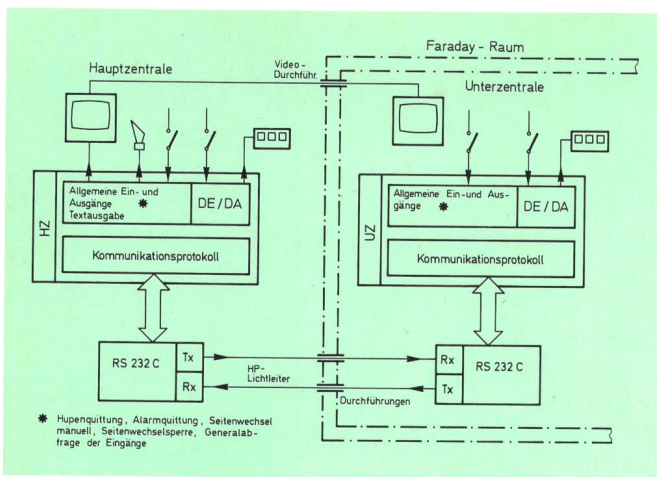 Faraday - Raum
Hauptzentrale
Video-
Durchführ.
Unterzentrale
HZ
Allgemeine Ein- und
Ausgänge ✱
Textausgabe
DE / DA
Kommunikationsprotokoll
UZ
Allgemeine Ein- und Aus-
gänge ✱
DE / DA
Kommunikationsprotokoll
RS 232 C
Tx
Rx
HP-
Lichtleiter
Durchführungen
Rx
Tx
RS 232 C
✱ Hupenquittung, Alarmquittung, Seitenwechsel
manuell, Seitenwechselsperre, Generalab-
frage der Eingänge